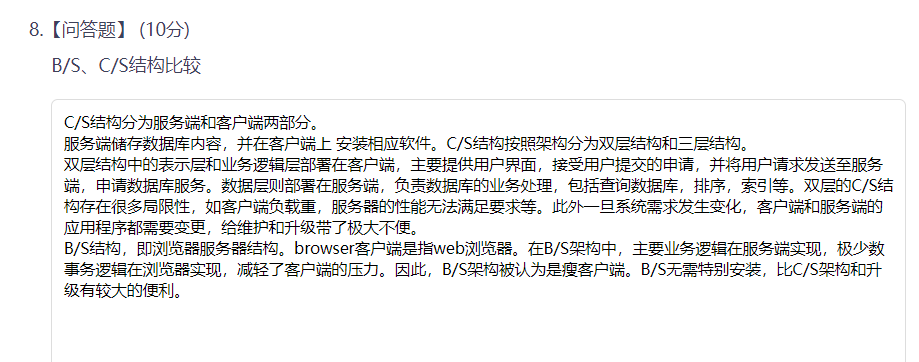 8.【问答题】 (10分)
B/S、C/S结构比较
C/S结构分为服务端和客户端两部分。
服务端储存数据库内容，并在客户端上 安装相应软件。C/S结构按照架构分为双层结构和三层结构。
双层结构中的表示层和业务逻辑层部署在客户端，主要提供用户界面，接受用户提交的申请，并将用户请求发送至服务
端，申请数据库服务。数据层则部署在服务端，负责数据库的业务处理，包括查询数据库，排序，索引等。双层的C/S结
构存在很多局限性，如客户端负载重，服务器的性能无法满足要求等。此外一旦系统需求发生变化，客户端和服务端的
应用程序都需要变更，给维护和升级带了极大不便。
B/S结构，即浏览器服务器结构。browser客户端是指web浏览器。在B/S架构中，主要业务逻辑在服务端实现，极少数
事务逻辑在浏览器实现，减轻了客户端的压力。因此，B/S架构被认为是瘦客户端。B/S无需特别安装，比C/S架构和升
级有较大的便利。